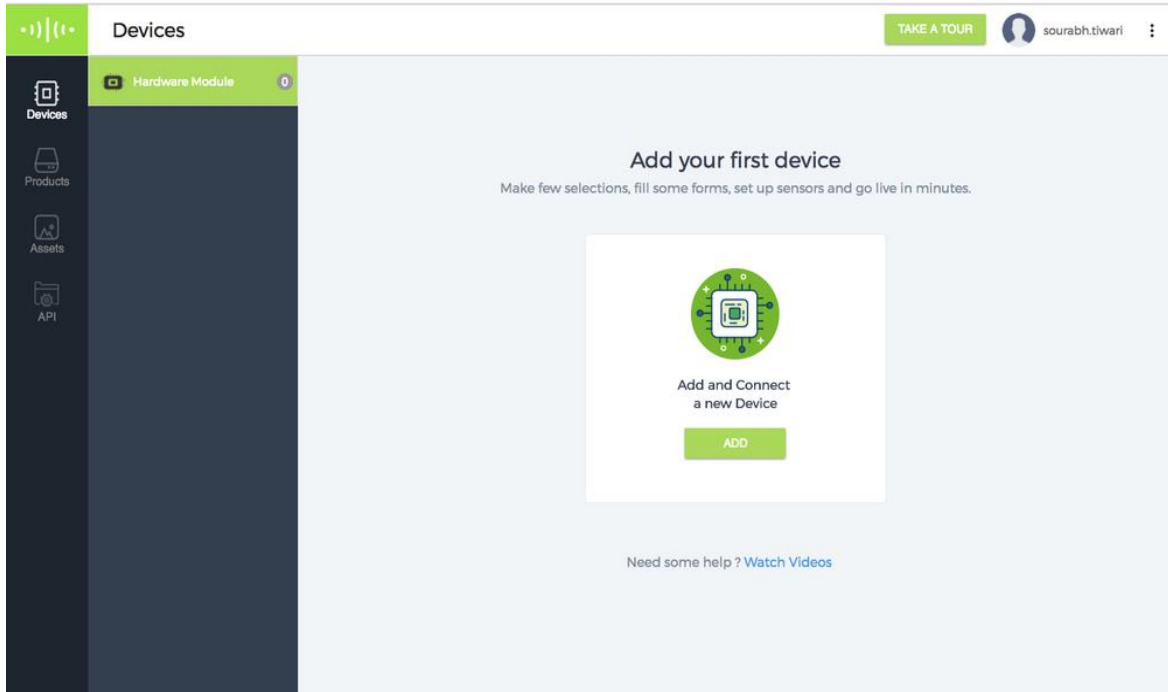 Devices
TAKE A TOUR
sourabh.tiwari
Hardware Module 0
Devices
Products
Assets
API
Add your first device
Make few selections, fill some forms, set up sensors and go live in minutes.
Add and Connect
a new Device
ADD
Need some help ? Watch Videos